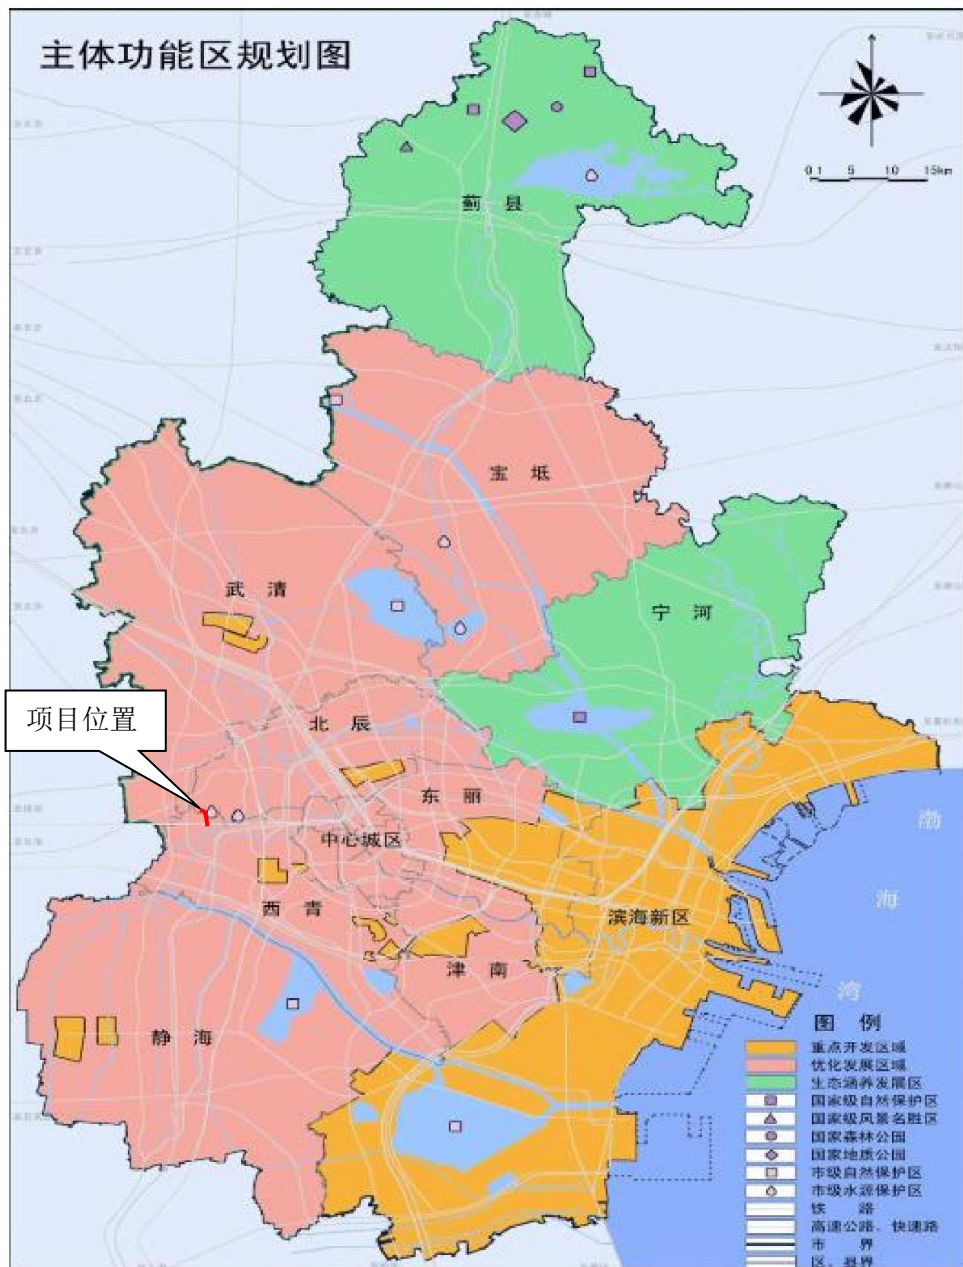 主体功能区规划图
0 1 5 10 15km
蓟 县
宝 坻
武 清
宁 河
项目位置
北 辰
东 丽
中心城区
西 青
滨海新区
津 南
静 海
渤
海
湾
图 例
重点开发区域
优化发展区域
生态涵养发展区
国家级自然保护区
国家级风景名胜区
国家森林公园
国家地质公园
市级自然保护区
市级水源保护区
铁 路
高速公路、快速路
市 界
区、县界